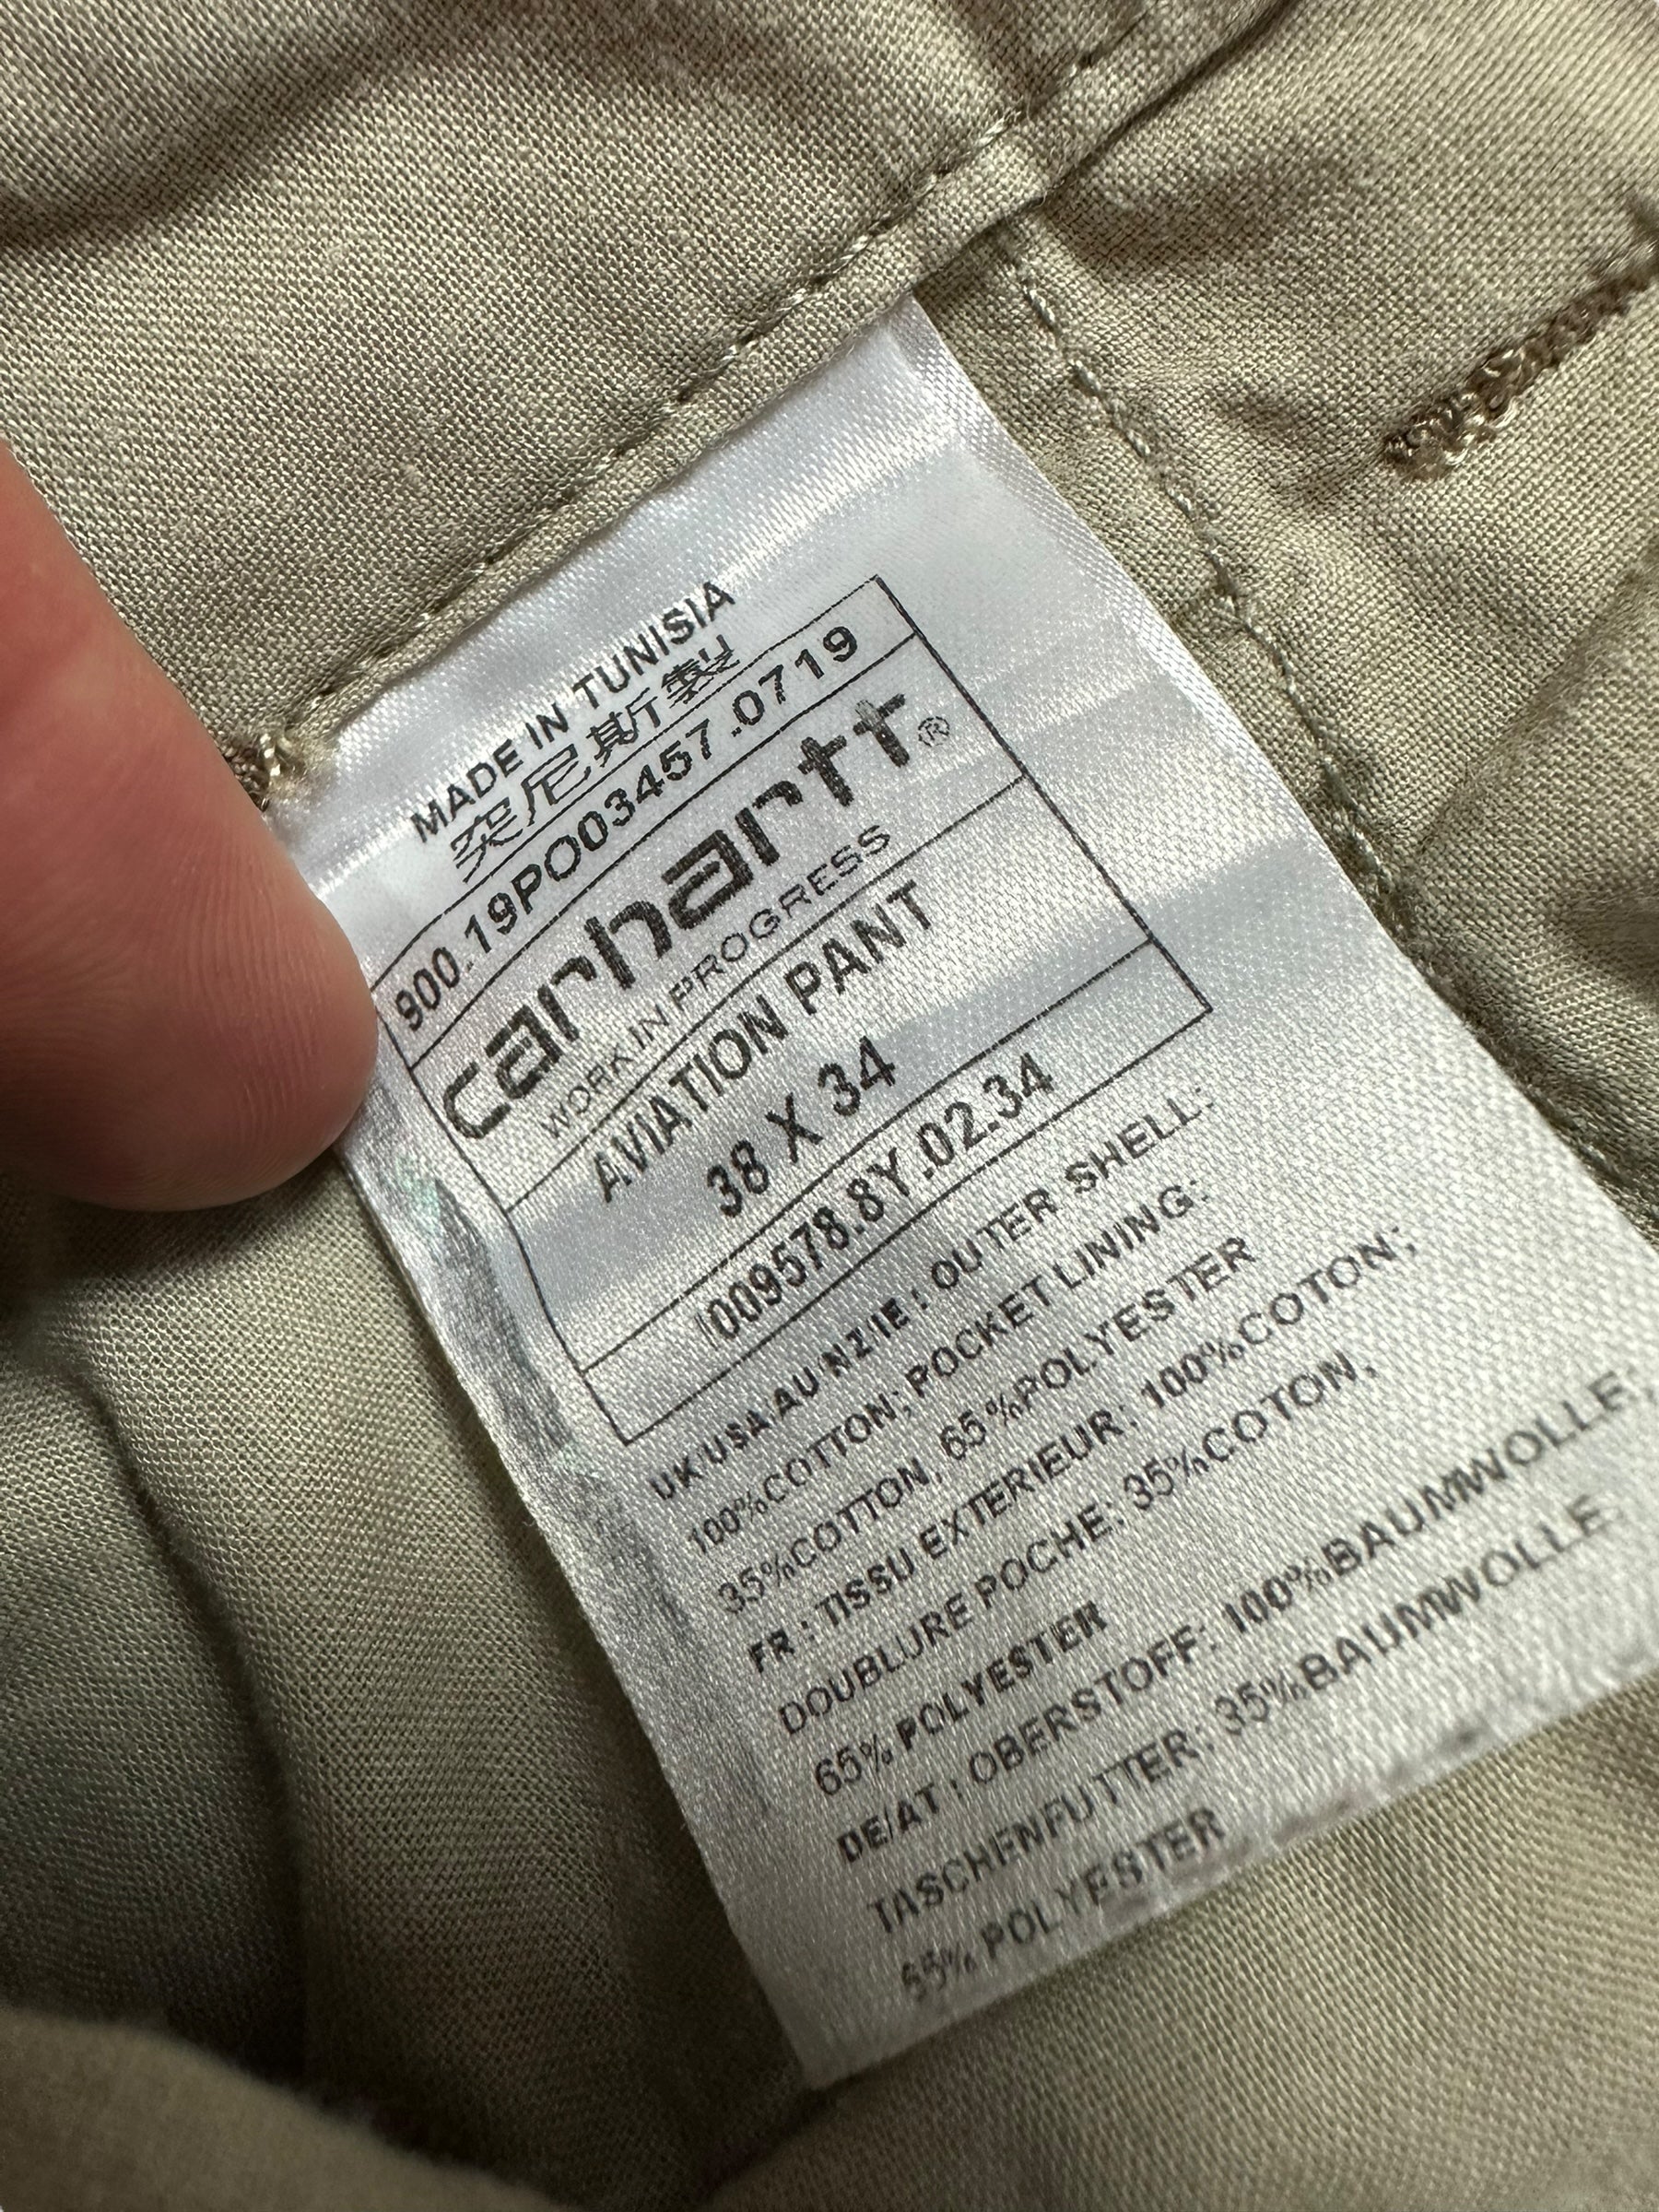 MADE IN TUNISIA
突尼斯製
900.19PO003457.0719
carhartt®
WORK IN PROGRESS
AVIATION PANT
38 X 34
I009578.8Y.02.34
UK/USA/AU/NZ/IE : OUTER SHELL:
100%COTTON; POCKET LINING:
35%COTTON, 65%POLYESTER
FR : TISSU EXTERIEUR: 100%COTON;
DOUBLURE POCHE: 35%COTON,
65% POLYESTER
DE/AT : OBERSTOFF: 100%BAUMWOLLE;
TASCHENFUTTER: 35%BAUMWOLLE,
65% POLYESTER